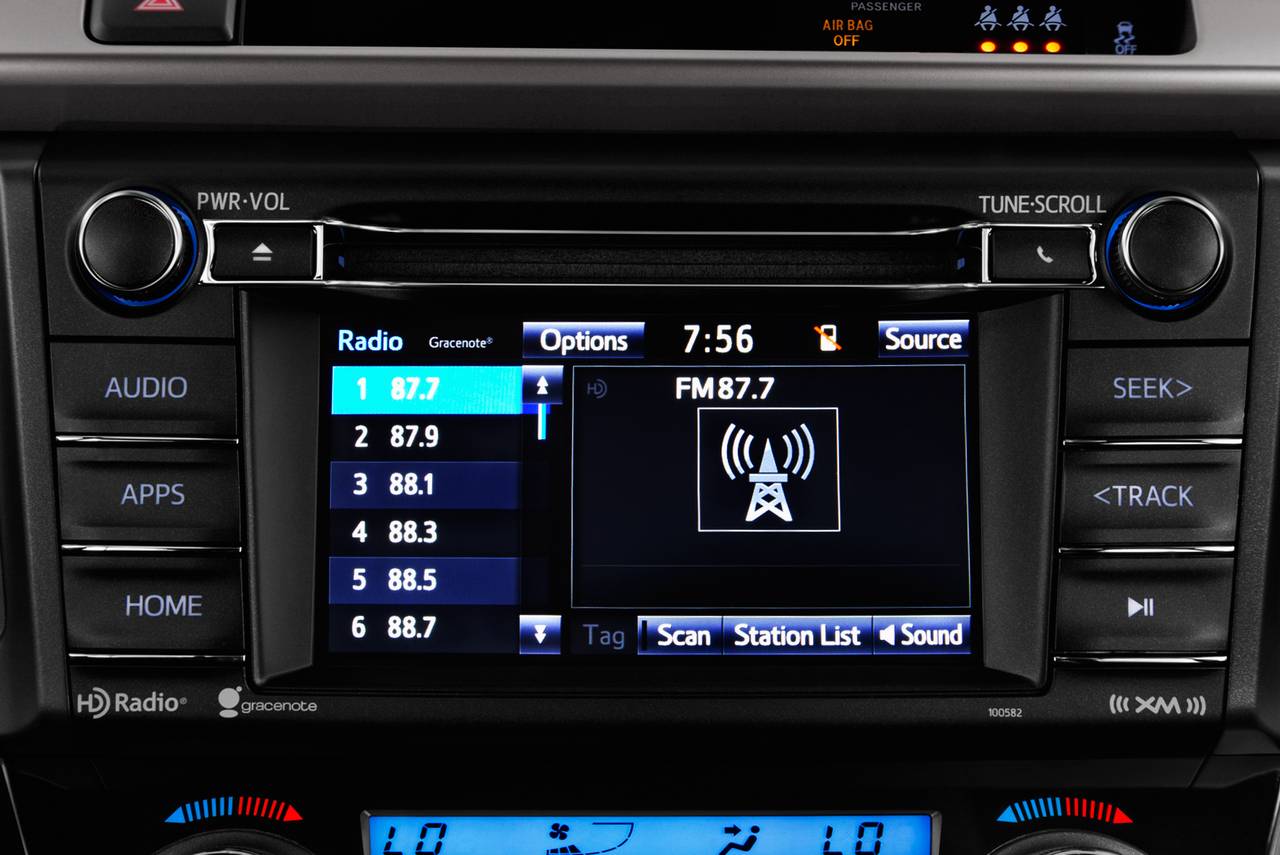 PASSENGER
AIR BAG
OFF
OFF
PWR·VOL
TUNE·SCROLL
Radio Gracenote® Options 7:56 Source
1 87.7
2 87.9
3 88.1
4 88.3
5 88.5
6 88.7
HD
FM87.7
Tag Scan Station List Sound
AUDIO
APPS
HOME
SEEK>
<TRACK
HD Radio®
gracenote
100582
((( XM )))
LO
LO